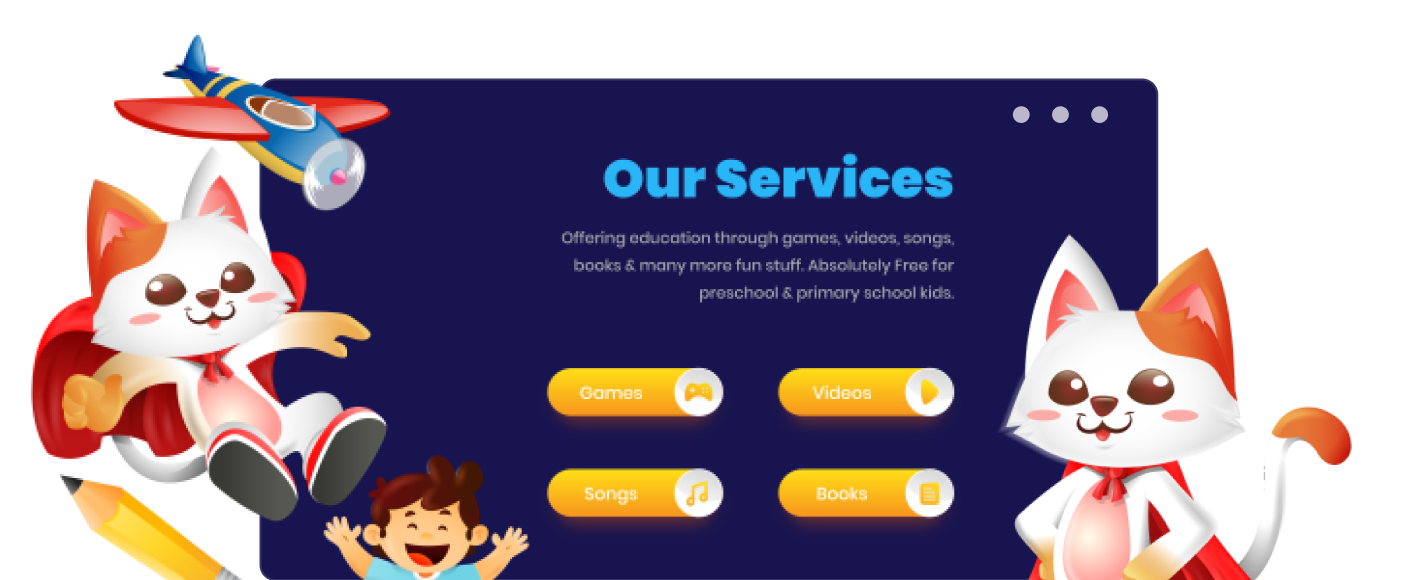 Our Services
Offering education through games, videos, songs,
books & many more fun stuff. Absolutely Free for
preschool & primary school kids.
Games
Videos
Songs
Books